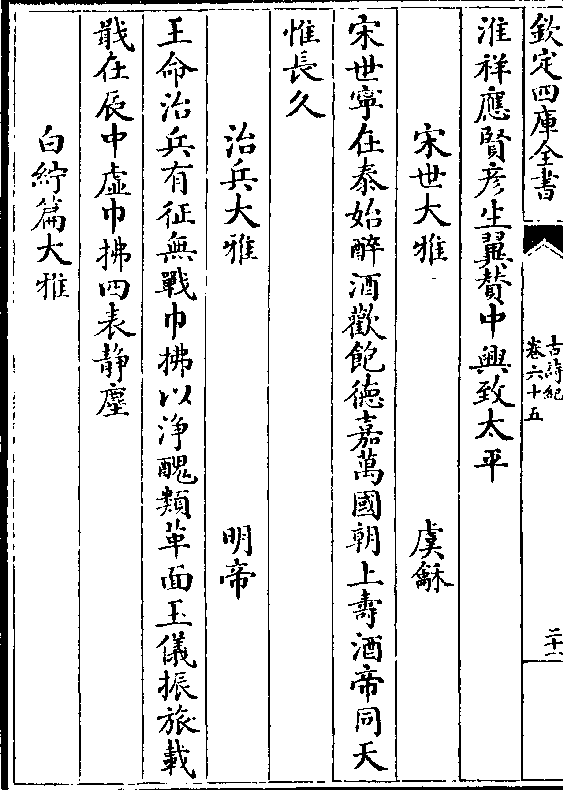 欽定四庫全書
古詩紀
卷六十五
二十一
淮祥應賢彥生翼贊中興致太平
宋世大雅 虞龢
宋世寧在泰始醉酒歡飽德嘉萬國朝上壽酒帝同天
惟長久
治兵大雅 明帝
王命治兵有征無戰巾拂以淨醜類革面王儀振旅載
戢在辰中虛巾拂四表靜塵
白紵篇大雅